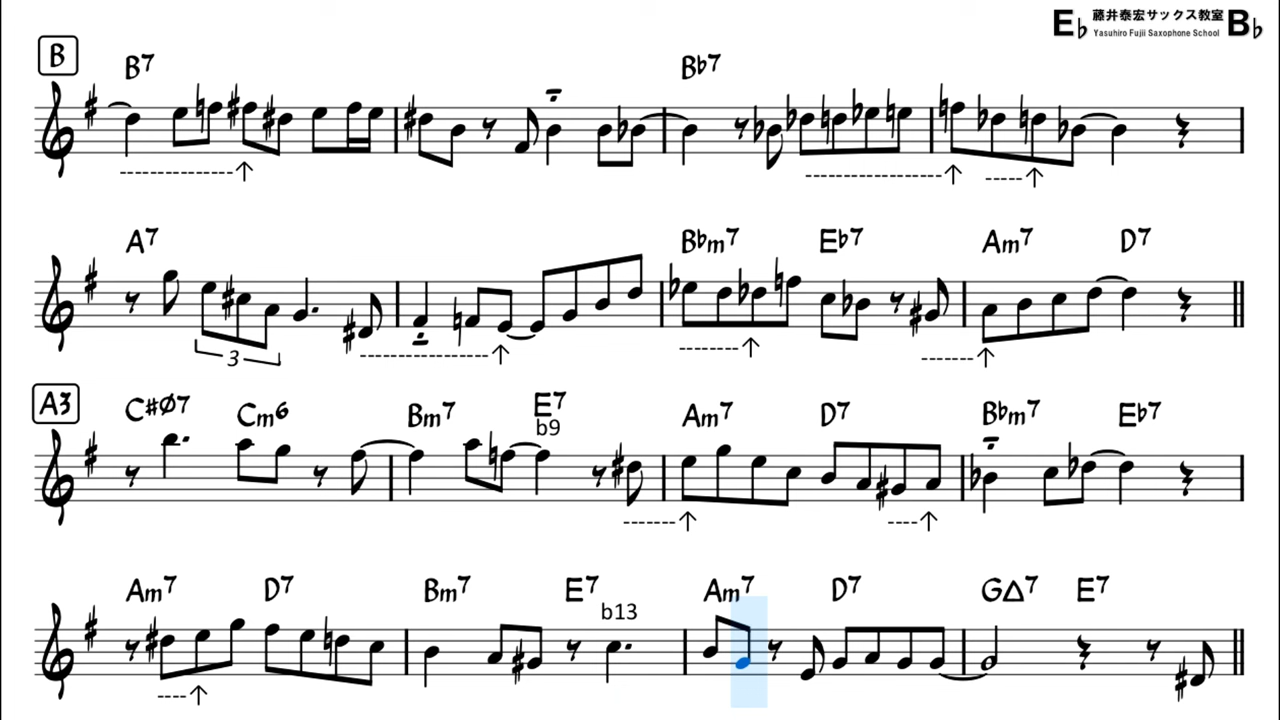 E♭ 藤井泰宏サックス教室 B♭
Yasuhiro Fujii Saxophone School
B
B7 B♭7
A7 B♭m7 E♭7 Am7 D7
3
A3
C#Ø7 Cm6 Bm7 E7 Am7 D7 B♭m7 E♭7
b9
Am7 D7 Bm7 E7 Am7 D7 G△7 E7
b13